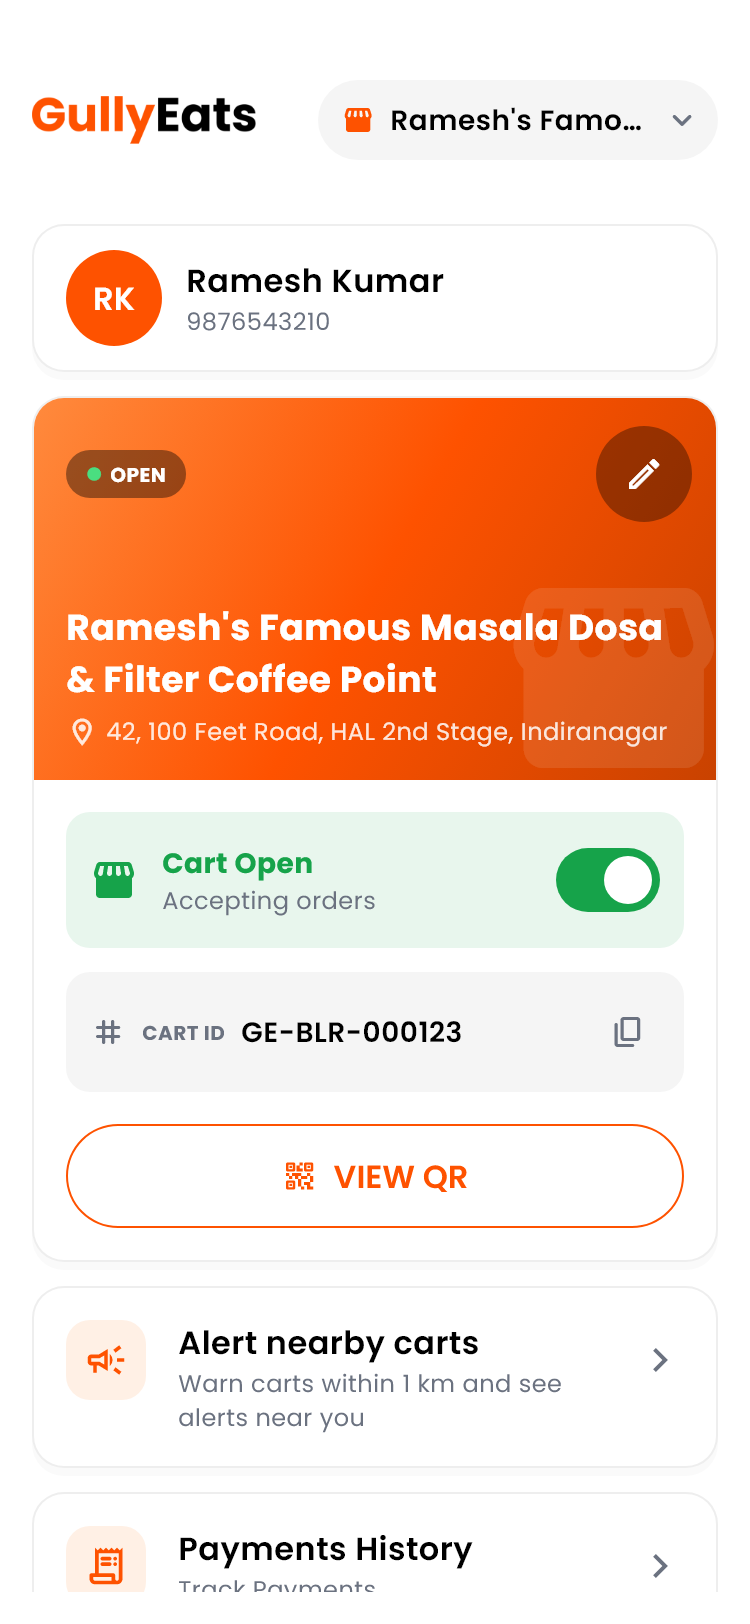 GullyEats
Ramesh's Famo...
RK
Ramesh Kumar
9876543210
OPEN
Ramesh's Famous Masala Dosa
& Filter Coffee Point
42, 100 Feet Road, HAL 2nd Stage, Indiranagar
Cart Open
Accepting orders
# CART ID GE-BLR-000123
VIEW QR
Alert nearby carts
Warn carts within 1 km and see
alerts near you
Payments History
Track Payments